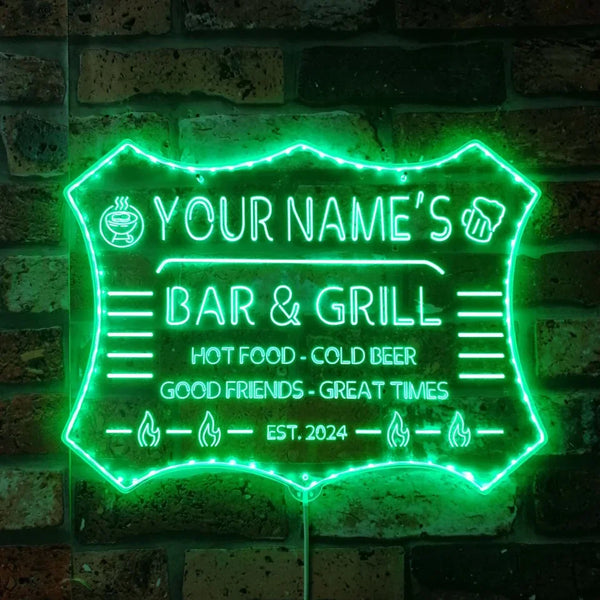 YOUR NAME'S
BAR & GRILL
HOT FOOD - COLD BEER
GOOD FRIENDS - GREAT TIMES
EST. 2024